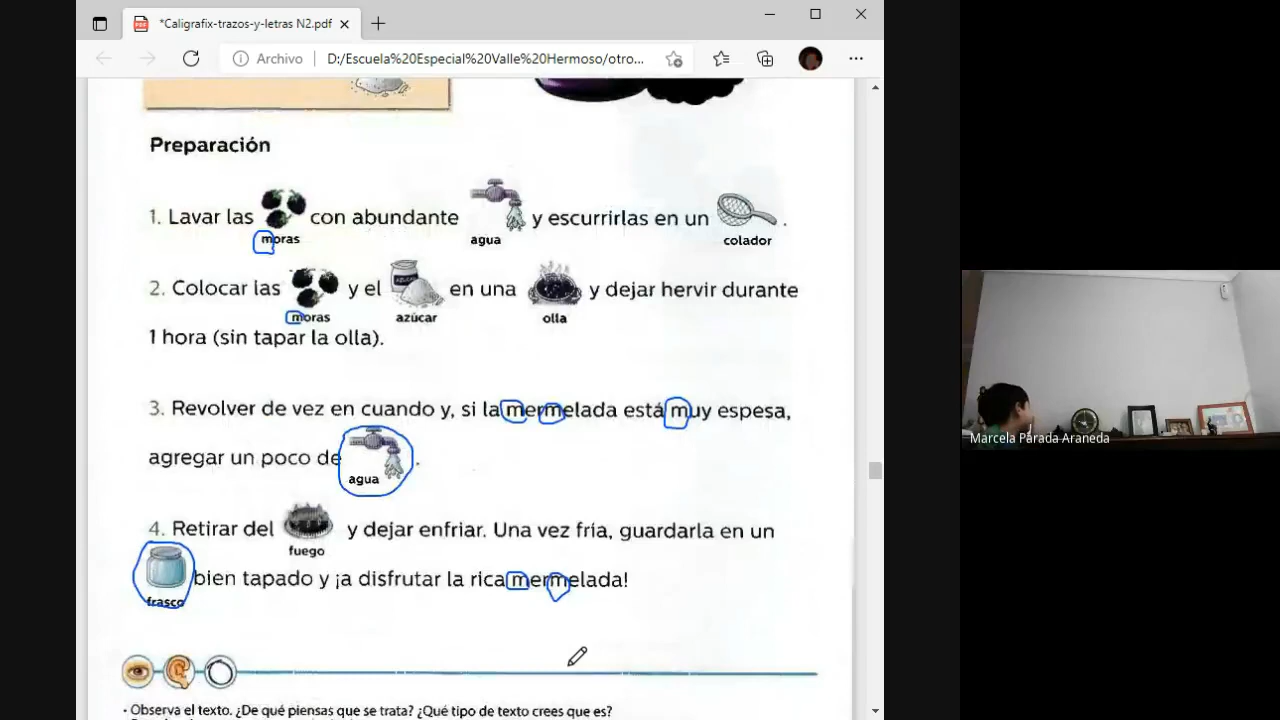 *Caligrafix-trazos-y-letras N2.pdf
Archivo
D:/Escuela%20Especial%20Valle%20Hermoso/otro...
Preparación
1. Lavar las con abundante y escurrirlas en un .
moras agua colador
2. Colocar las y el en una y dejar hervir durante
moras azúcar olla
1 hora (sin tapar la olla).
3. Revolver de vez en cuando y, si la mermelada está muy espesa,
agregar un poco de .
agua
4. Retirar del y dejar enfriar. Una vez fría, guardarla en un
fuego
bien tapado y ¡a disfrutar la rica mermelada!
frasco
• Observa el texto. ¿De qué piensas que se trata? ¿Qué tipo de texto crees que es?
Marcela Parada Araneda